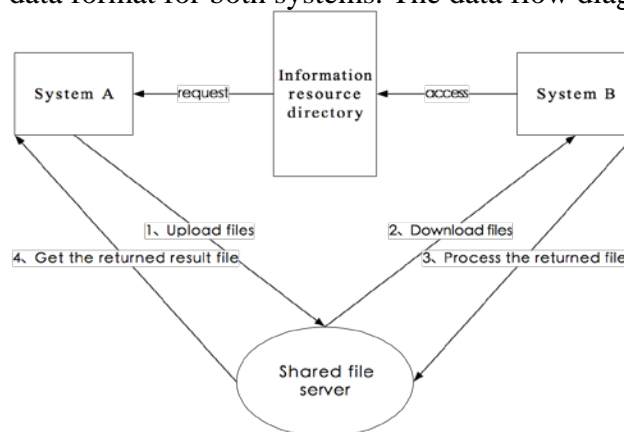 data format for both systems. The data flow diag
System A
request
Information
resource
directory
access
System B
1、Upload files
2、Download files
4、Get the returned result file
3、Process the returned file
Shared file
server